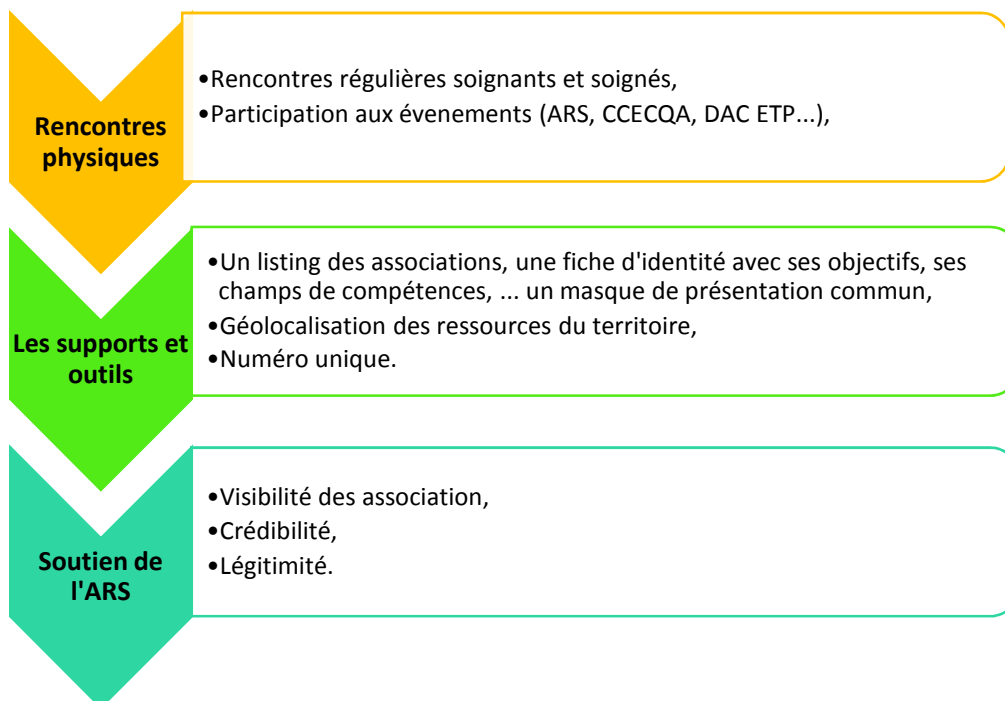 Rencontres
physiques
•Rencontres régulières soignants et soignés,
•Participation aux évenements (ARS, CCECQA, DAC ETP...),
Les supports et
outils
•Un listing des associations, une fiche d'identité avec ses objectifs, ses
champs de compétences, ... un masque de présentation commun,
•Géolocalisation des ressources du territoire,
•Numéro unique.
Soutien de
l'ARS
•Visibilité des association,
•Crédibilité,
•Légitimité.